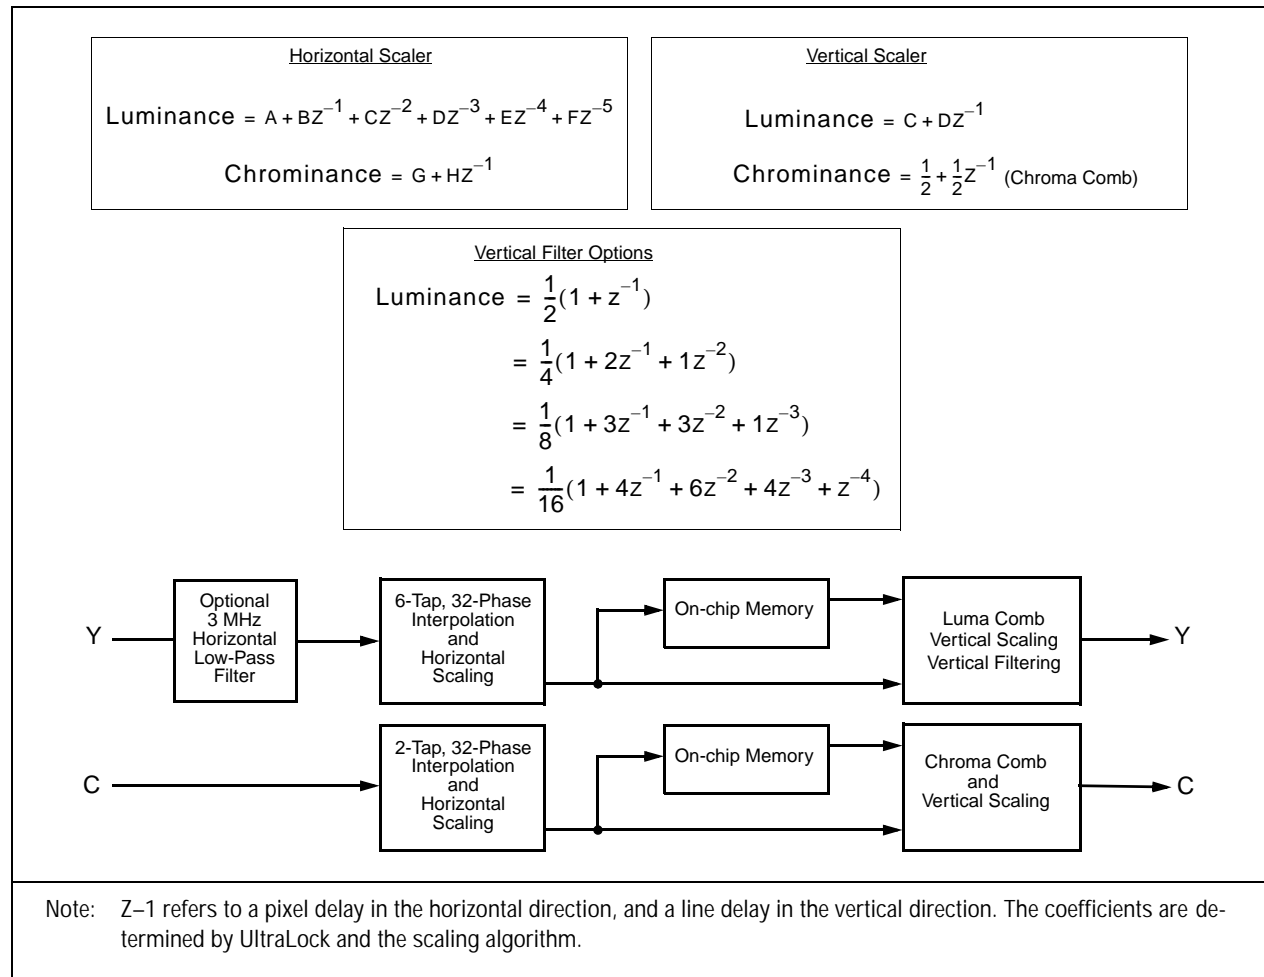 Horizontal Scaler
Luminance = A + BZ⁻¹ + CZ⁻² + DZ⁻³ + EZ⁻⁴ + FZ⁻⁵
Chrominance = G + HZ⁻¹
Vertical Scaler
Luminance = C + DZ⁻¹
Chrominance = 1/2 + 1/2 Z⁻¹ (Chroma Comb)
Vertical Filter Options
Luminance = 1/2 (1 + z⁻¹)
= 1/4 (1 + 2Z⁻¹ + 1Z⁻²)
= 1/8 (1 + 3Z⁻¹ + 3Z⁻² + 1Z⁻³)
= 1/16 (1 + 4Z⁻¹ + 6Z⁻² + 4Z⁻³ + Z⁻⁴)
Y
Optional
3 MHz
Horizontal
Low-Pass
Filter
6-Tap, 32-Phase
Interpolation
and
Horizontal
Scaling
On-chip Memory
Luma Comb
Vertical Scaling
Vertical Filtering
Y
C
2-Tap, 32-Phase
Interpolation
and
Horizontal
Scaling
On-chip Memory
Chroma Comb
and
Vertical Scaling
C
Note: Z–1 refers to a pixel delay in the horizontal direction, and a line delay in the vertical direction. The coefficients are de-
termined by UltraLock and the scaling algorithm.